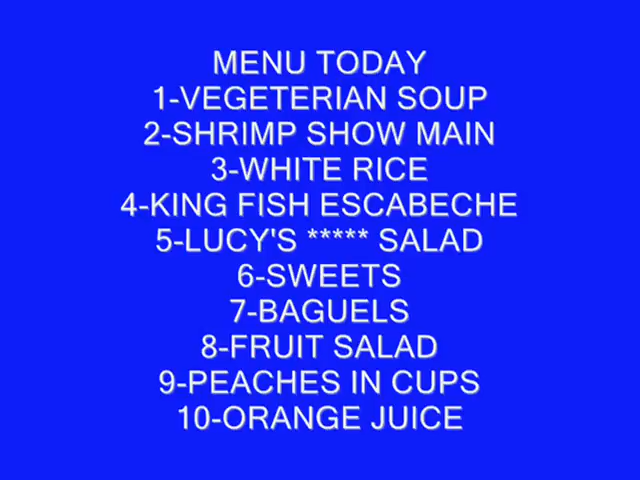 MENU TODAY
1-VEGETERIAN SOUP
2-SHRIMP SHOW MAIN
3-WHITE RICE
4-KING FISH ESCABECHE
5-LUCY'S ***** SALAD
6-SWEETS
7-BAGUELS
8-FRUIT SALAD
9-PEACHES IN CUPS
10-ORANGE JUICE